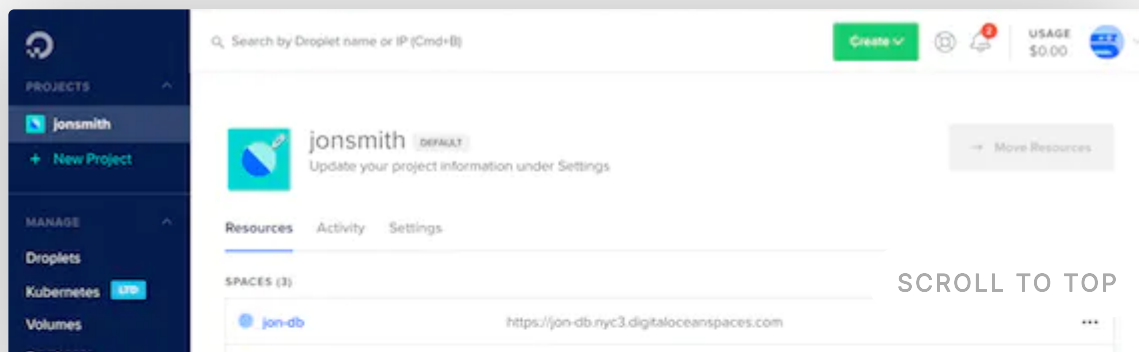 Search by Droplet name or IP (Cmd+B)
Create
2
USAGE
$0.00
PROJECTS
jonsmith
+ New Project
MANAGE
Droplets
Kubernetes LTD
Volumes
jonsmith DEFAULT
Update your project information under Settings
→ Move Resources
Resources Activity Settings
SPACES (3)
SCROLL TO TOP
jon-db https://jon-db.nyc3.digitaloceanspaces.com ...